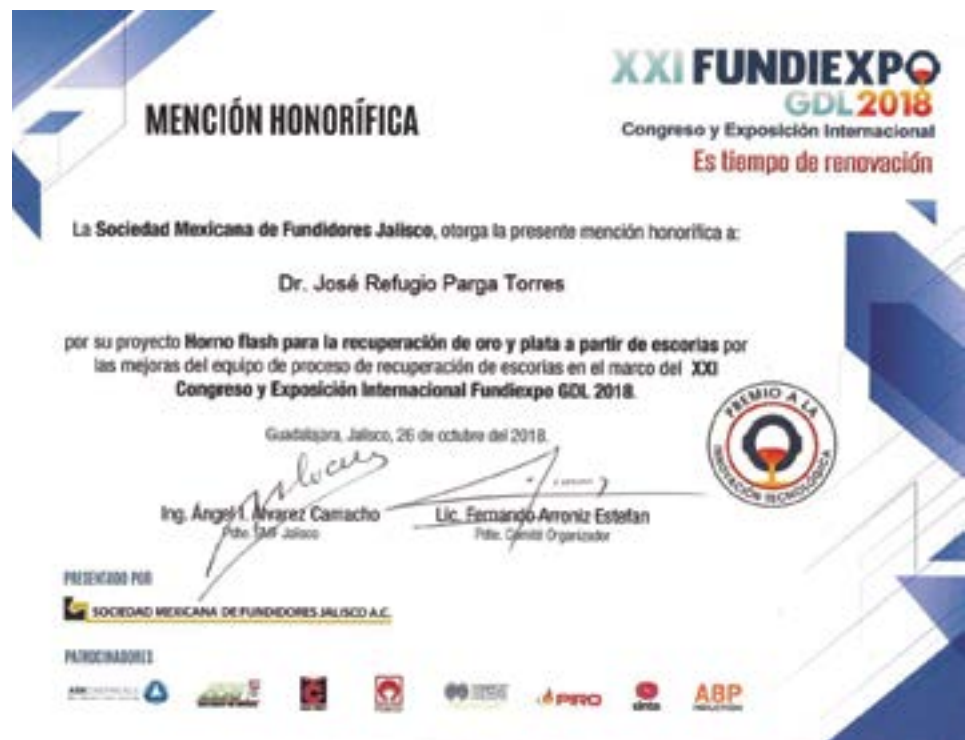 MENCIÓN HONORÍFICA
XXI FUNDIEXPO
GDL 2018
Congreso y Exposición Internacional
Es tiempo de renovación
La Sociedad Mexicana de Fundidores Jalisco, otorga la presente mención honorífica a:
Dr. José Refugio Parga Torres
por su proyecto Horno flash para la recuperación de oro y plata a partir de escorias por
las mejoras del equipo de proceso de recuperación de escorias en el marco del XXI
Congreso y Exposición Internacional Fundiexpo GDL 2018.
PREMIO A LA
INNOVACIÓN TECNOLÓGICA
Guadalajara, Jalisco, 26 de octubre del 2018.
Ing. Ángel I. Álvarez Camacho
Pdte. SMF Jalisco
Lic. Fernando Arroniz Estefan
Pdte. Comité Organizador
PRESENTADO POR
SOCIEDAD MEXICANA DE FUNDIDORES JALISCO A.C.
PATROCINADORES
PIRO
ABP
INDUCTION